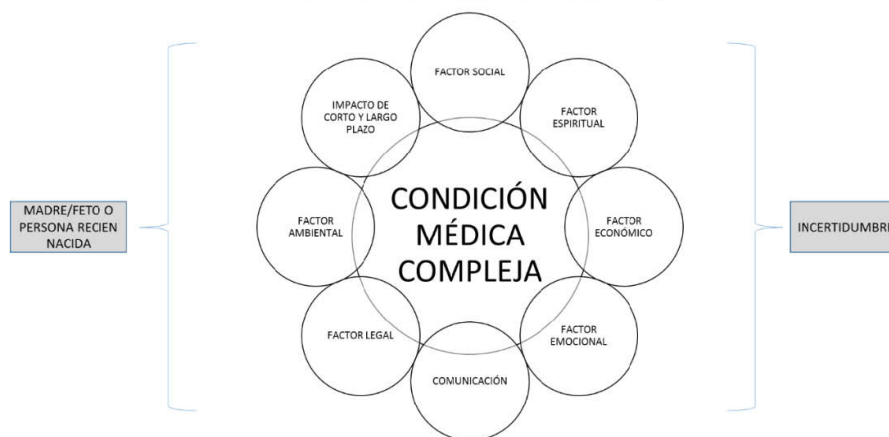 FACTOR SOCIAL
IMPACTO DE
CORTO Y LARGO
PLAZO
FACTOR
ESPIRITUAL
MADRE/FETO O
PERSONA RECIEN
NACIDA
FACTOR
AMBIENTAL
CONDICIÓN
MÉDICA
COMPLEJA
FACTOR
ECONÓMICO
INCERTIDUMBRE
FACTOR LEGAL
FACTOR
EMOCIONAL
COMUNICACIÓN